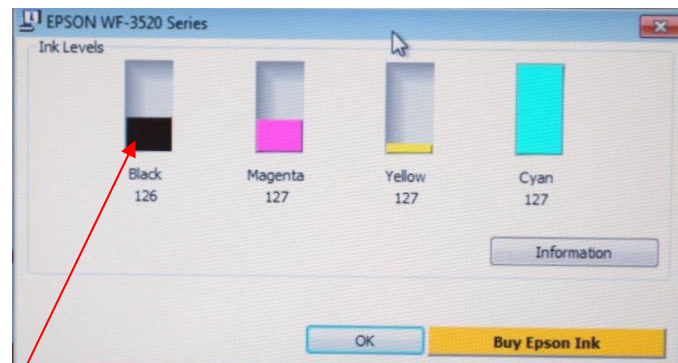 EPSON WF-3520 Series
Ink Levels
Black
126
Magenta
127
Yellow
127
Cyan
127
Information
OK
Buy Epson Ink